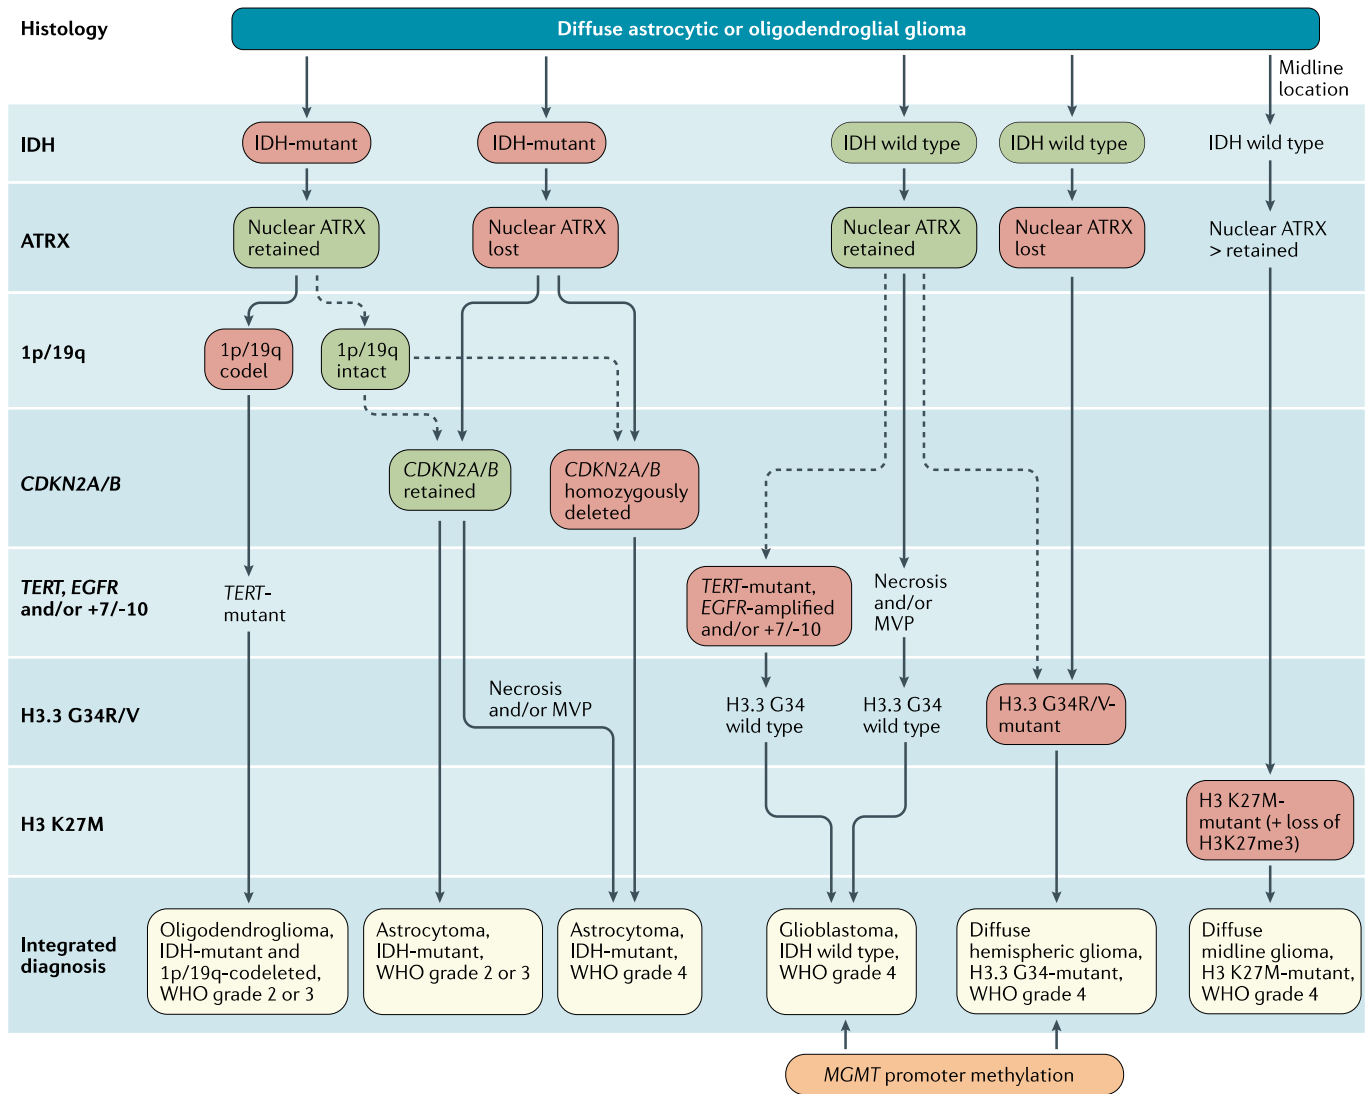 Histology
Diffuse astrocytic or oligodendroglial glioma
Midline
location
IDH
IDH-mutant
IDH-mutant
IDH wild type
IDH wild type
IDH wild type
ATRX
Nuclear ATRX
retained
Nuclear ATRX
lost
Nuclear ATRX
retained
Nuclear ATRX
lost
Nuclear ATRX
> retained
1p/19q
1p/19q
codel
1p/19q
intact
CDKN2A/B
CDKN2A/B
retained
CDKN2A/B
homozygously
deleted
TERT, EGFR
and/or +7/-10
TERT-
mutant
TERT-mutant,
EGFR-amplified
and/or +7/-10
Necrosis
and/or
MVP
H3.3 G34R/V
Necrosis
and/or MVP
H3.3 G34
wild type
H3.3 G34
wild type
H3.3 G34R/V-
mutant
H3 K27M
H3 K27M-
mutant (+ loss of
H3K27me3)
Integrated
diagnosis
Oligodendroglioma,
IDH-mutant and
1p/19q-codeleted,
WHO grade 2 or 3
Astrocytoma,
IDH-mutant,
WHO grade 2 or 3
Astrocytoma,
IDH-mutant,
WHO grade 4
Glioblastoma,
IDH wild type,
WHO grade 4
Diffuse
hemispheric glioma,
H3.3 G34-mutant,
WHO grade 4
Diffuse
midline glioma,
H3 K27M-mutant,
WHO grade 4
MGMT promoter methylation